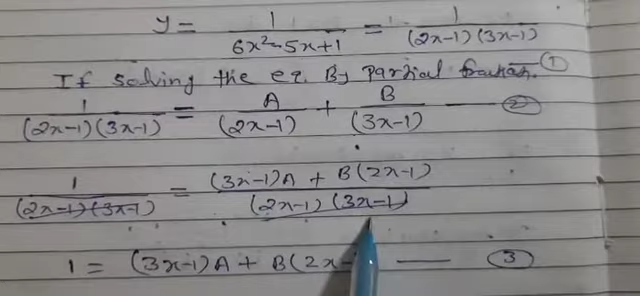 y = 1/(6x²-5x+1) = 1/((2x-1)(3x-1))
If solving the eq. By partial fraction. ①
1/((2x-1)(3x-1)) = A/(2x-1) + B/(3x-1) — ②
1/((2x-1)(3x-1)) = ((3x-1)A + B(2x-1))/((2x-1)(3x-1))
1 = (3x-1)A + B(2x- — ③